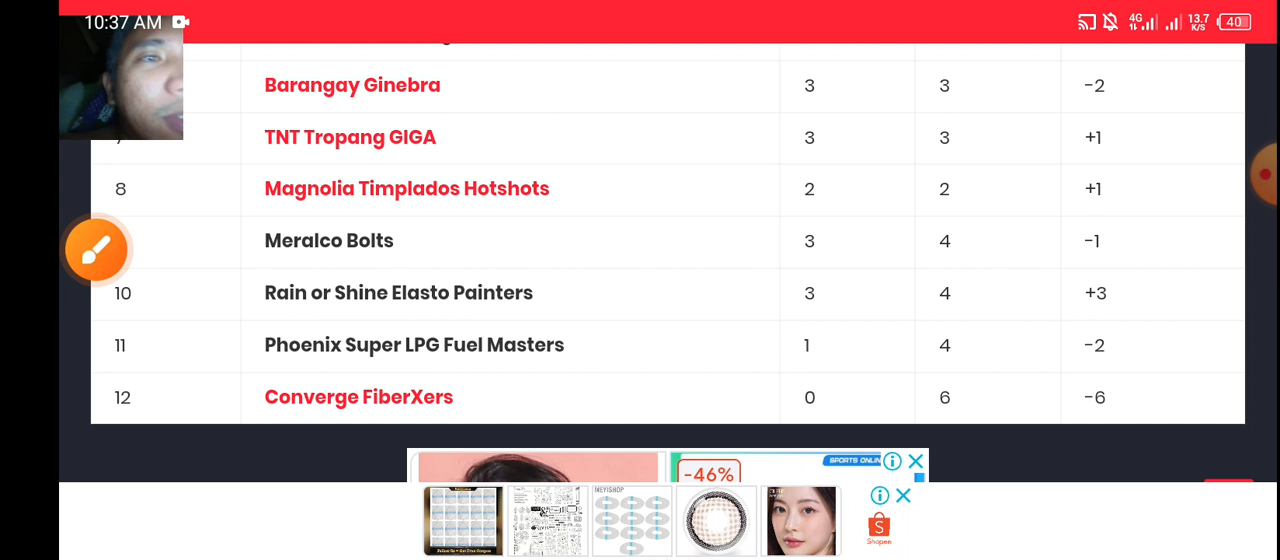 10:37 AM 4G 13.7 K/S 40
Barangay Ginebra 3 3 -2
TNT Tropang GIGA 3 3 +1
8 Magnolia Timplados Hotshots 2 2 +1
Meralco Bolts 3 4 -1
10 Rain or Shine Elasto Painters 3 4 +3
11 Phoenix Super LPG Fuel Masters 1 4 -2
12 Converge FiberXers 0 6 -6
-46% SPORTS ONLIN
MEYISHOP
Shopee